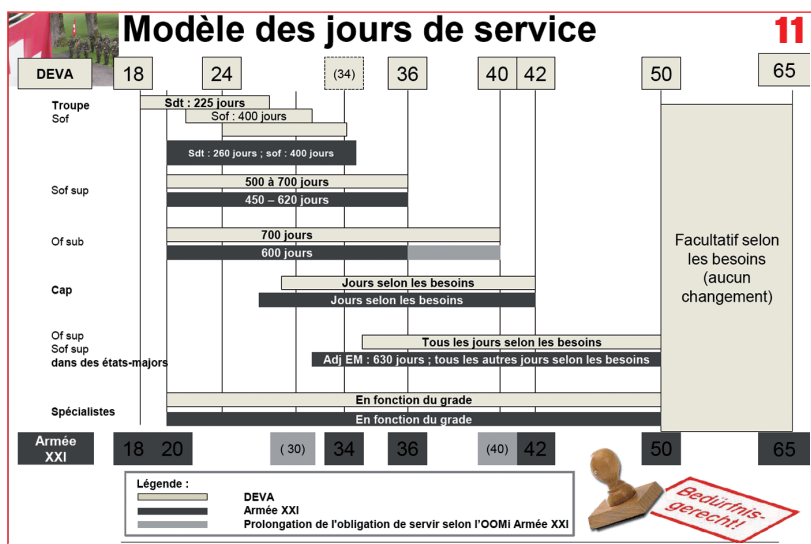 Modèle des jours de service
11
DEVA 18 24 (34) 36 40 42 50 65
Troupe
Sof
Sdt : 225 jours
Sof : 400 jours
Sdt : 260 jours ; sof : 400 jours
Sof sup
500 à 700 jours
450 – 620 jours
Of sub
700 jours
600 jours
Cap
Jours selon les besoins
Jours selon les besoins
Of sup
Sof sup
dans des états-majors
Tous les jours selon les besoins
Adj EM : 630 jours ; tous les autres jours selon les besoins
Spécialistes
En fonction du grade
En fonction du grade
Facultatif selon
les besoins
(aucun
changement)
Armée
XXI
18 20 ( 30) 34 36 (40) 42 50 65
Légende :
DEVA
Armée XXI
Prolongation de l'obligation de servir selon l'OOMi Armée XXI
Bedürfnis-
gerecht!